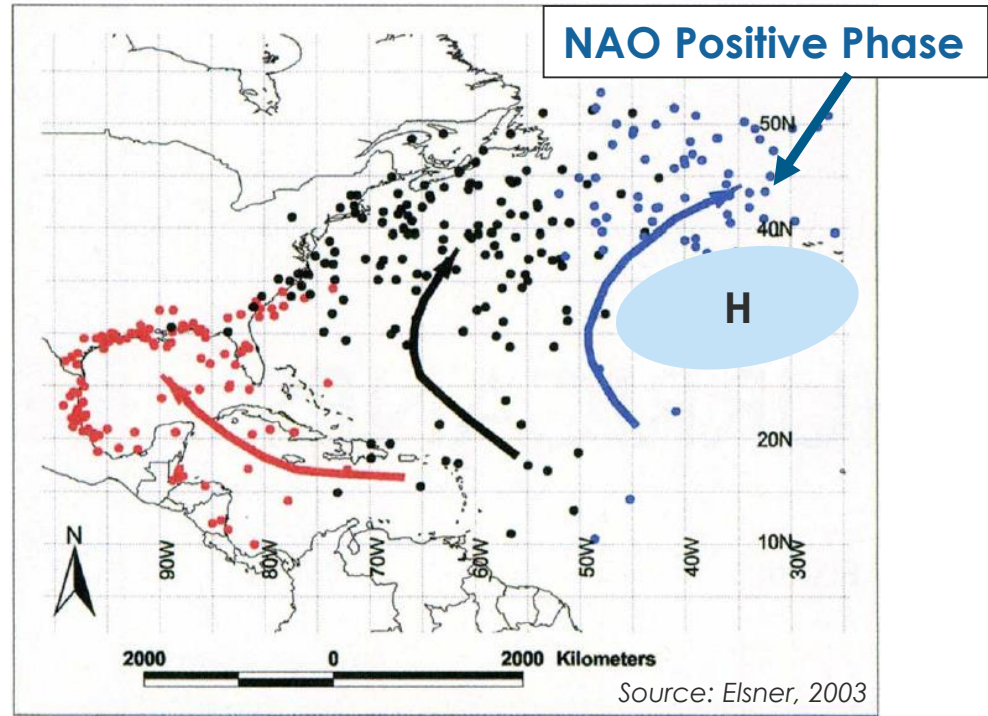 NAO Positive Phase
50N
40N
H
20N
N
10N
90W
80W
70W
60W
50W
40W
30W
2000 0 2000 Kilometers
Source: Elsner, 2003